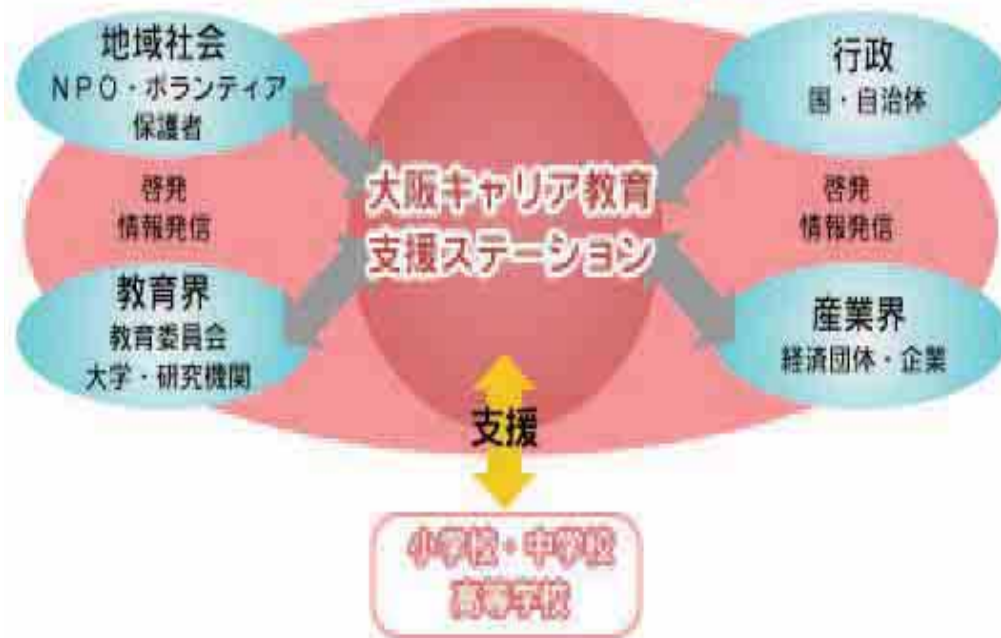 地域社会
NPO・ボランティア
保護者
行政
国・自治体
啓発
情報発信
大阪キャリア教育
支援ステーション
啓発
情報発信
教育界
教育委員会
大学・研究機関
産業界
経済団体・企業
支援
小学校・中学校
高等学校